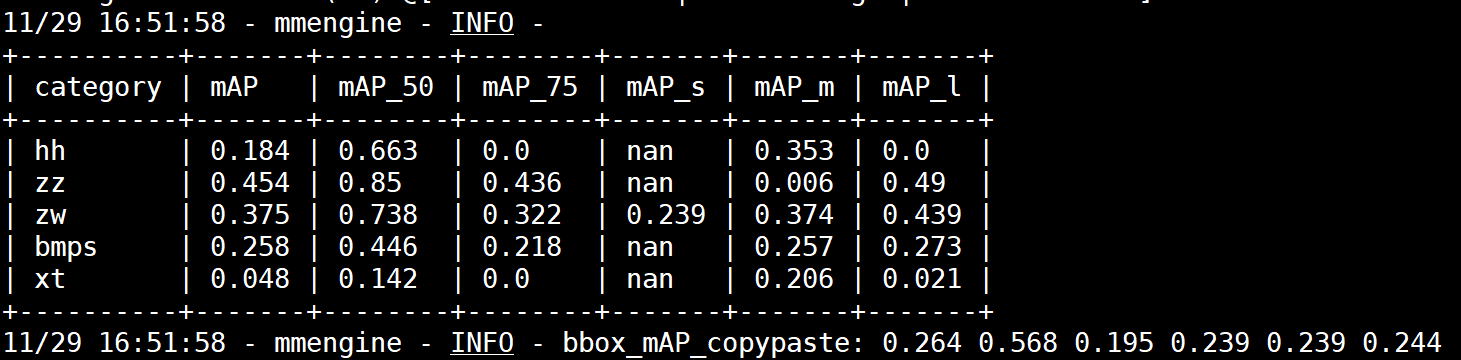 11/29 16:51:58 - mmengine - INFO -
+----------+-------+--------+--------+-------+-------+-------+
| category | mAP   | mAP_50 | mAP_75 | mAP_s | mAP_m | mAP_l |
+----------+-------+--------+--------+-------+-------+-------+
| hh       | 0.184 | 0.663  | 0.0    | nan   | 0.353 | 0.0   |
| zz       | 0.454 | 0.85   | 0.436  | nan   | 0.006 | 0.49  |
| zw       | 0.375 | 0.738  | 0.322  | 0.239 | 0.374 | 0.439 |
| bmps     | 0.258 | 0.446  | 0.218  | nan   | 0.257 | 0.273 |
| xt       | 0.048 | 0.142  | 0.0    | nan   | 0.206 | 0.021 |
+----------+-------+--------+--------+-------+-------+-------+
11/29 16:51:58 - mmengine - INFO - bbox_mAP_copypaste: 0.264 0.568 0.195 0.239 0.239 0.244